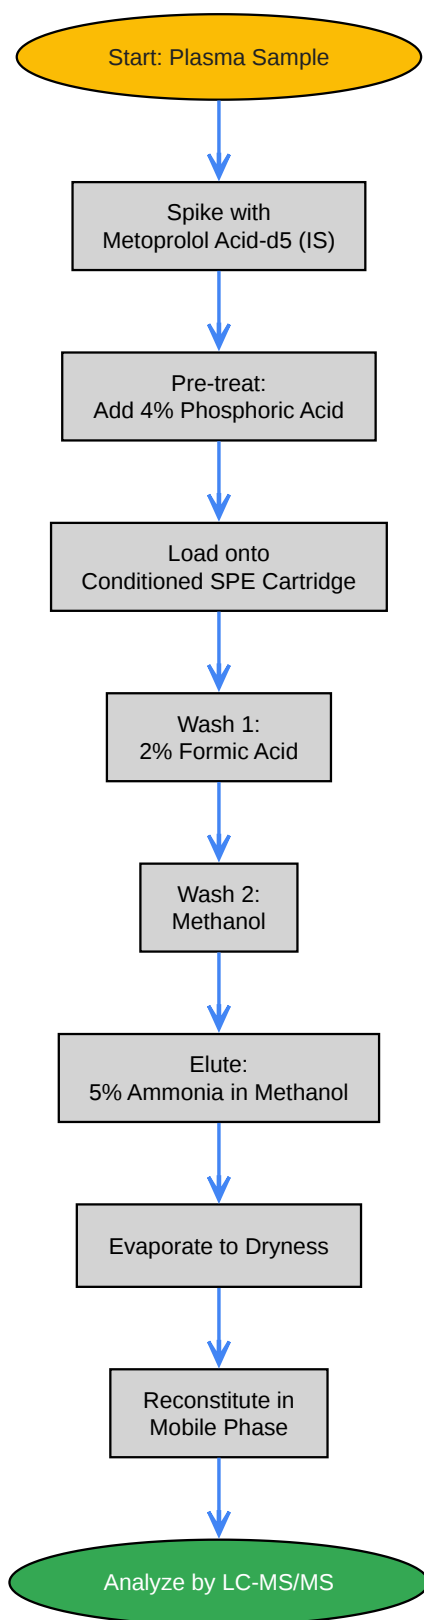 Start: Plasma Sample
Spike with
Metoprolol Acid-d5 (IS)
Pre-treat:
Add 4% Phosphoric Acid
Load onto
Conditioned SPE Cartridge
Wash 1:
2% Formic Acid
Wash 2:
Methanol
Elute:
5% Ammonia in Methanol
Evaporate to Dryness
Reconstitute in
Mobile Phase
Analyze by LC-MS/MS